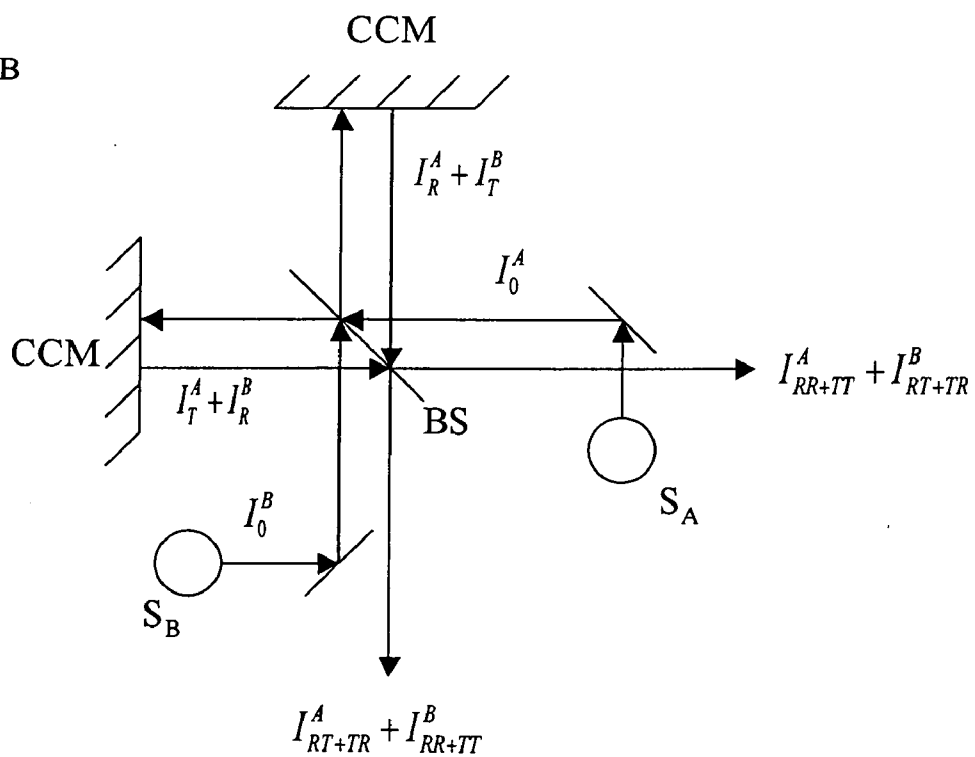 CCM
B
I_R^A + I_T^B
I_0^A
CCM
I_T^A + I_R^B
BS
I_{RR+TT}^A + I_{RT+TR}^B
S_A
I_0^B
S_B
I_{RT+TR}^A + I_{RR+TT}^B